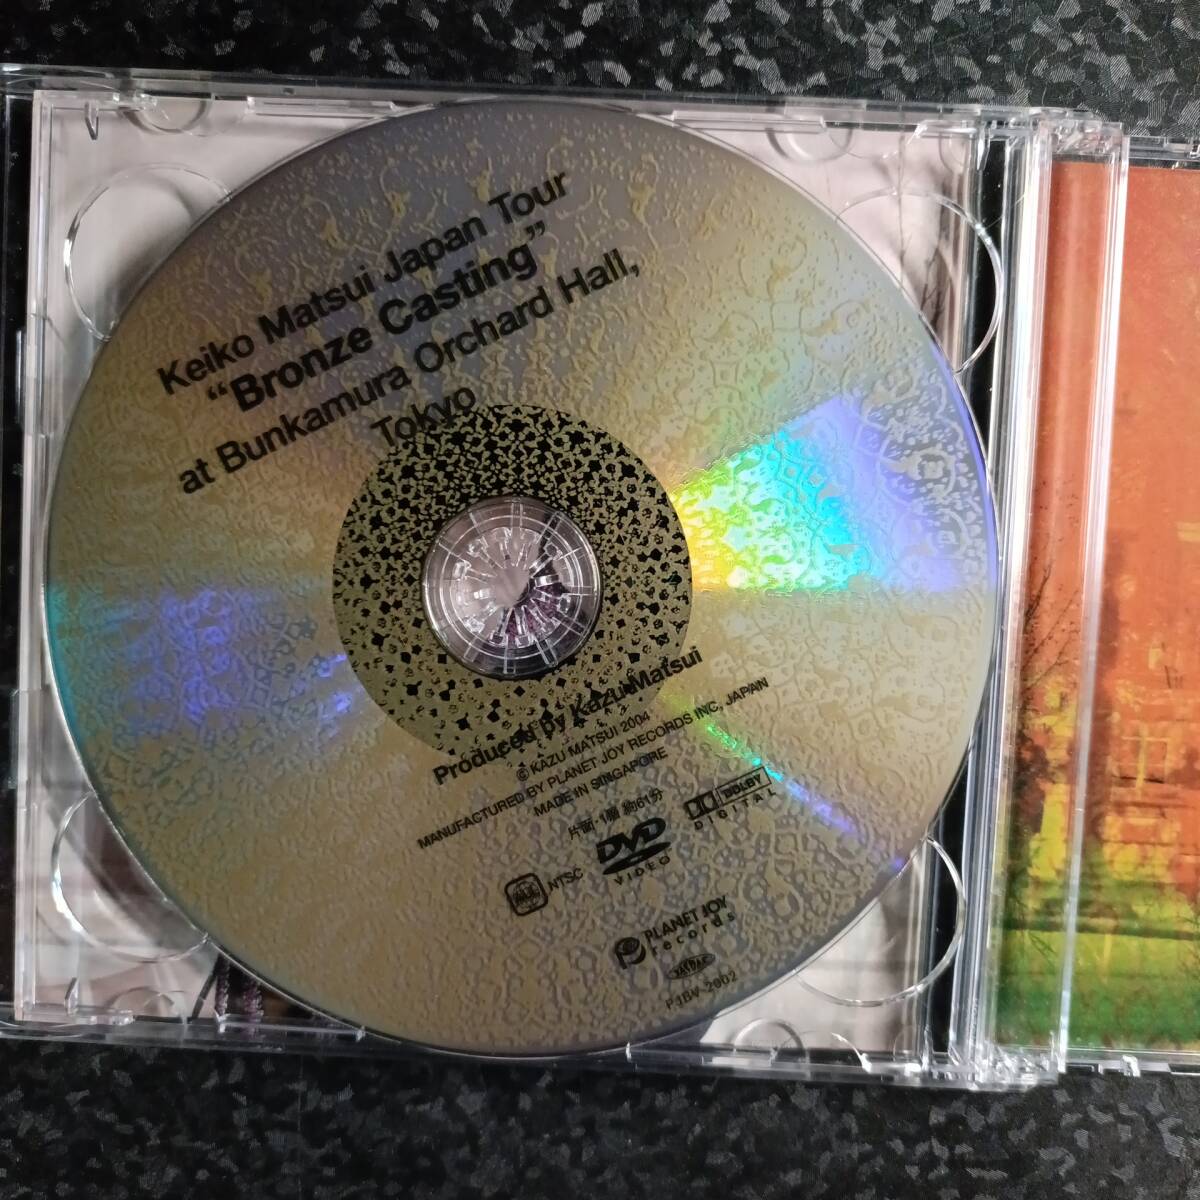 Keiko Matsui Japan Tour
“Bronze Casting”
at Bunkamura Orchard Hall,
Tokyo
Produced by Kazu Matsui
© KAZU MATSUI 2004
MANUFACTURED BY PLANET JOY RECORDS INC, JAPAN
MADE IN SINGAPORE
片面・1層 約61分
NTSC
DVD
VIDEO
DOLBY
DIGITAL
PLANET JOY
records
PJBV-2002